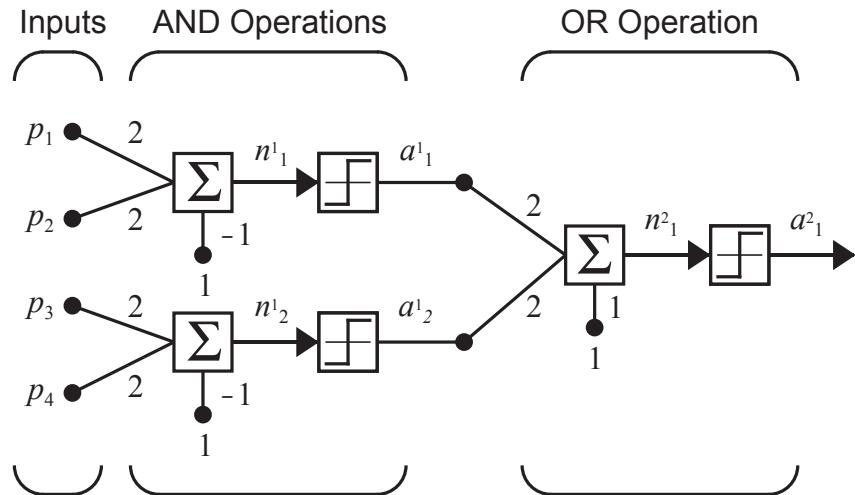 Inputs AND Operations OR Operation
p₁ 2 Σ n¹₁ a¹₁
p₂ 2 -1
1
2 Σ n²₁ a²₁
2 1
1
p₃ 2 Σ n¹₂ a¹₂
p₄ 2 -1
1